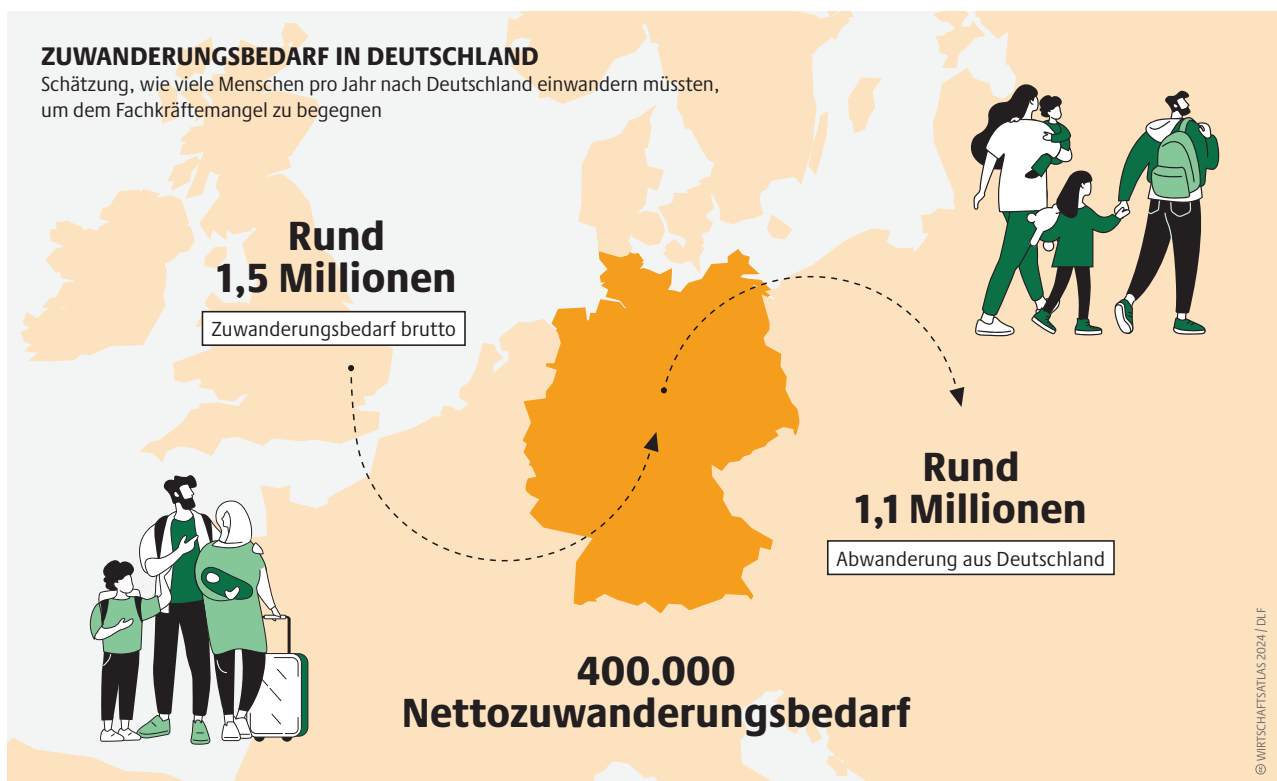 ZUWANDERUNGSBEDARF IN DEUTSCHLAND
Schätzung, wie viele Menschen pro Jahr nach Deutschland einwandern müssten,
um dem Fachkräftemangel zu begegnen
Rund
1,5 Millionen
Zuwanderungsbedarf brutto
Rund
1,1 Millionen
Abwanderung aus Deutschland
400.000
Nettozuwanderungsbedarf
© WIRTSCHAFTSATLAS 2024 / DLF